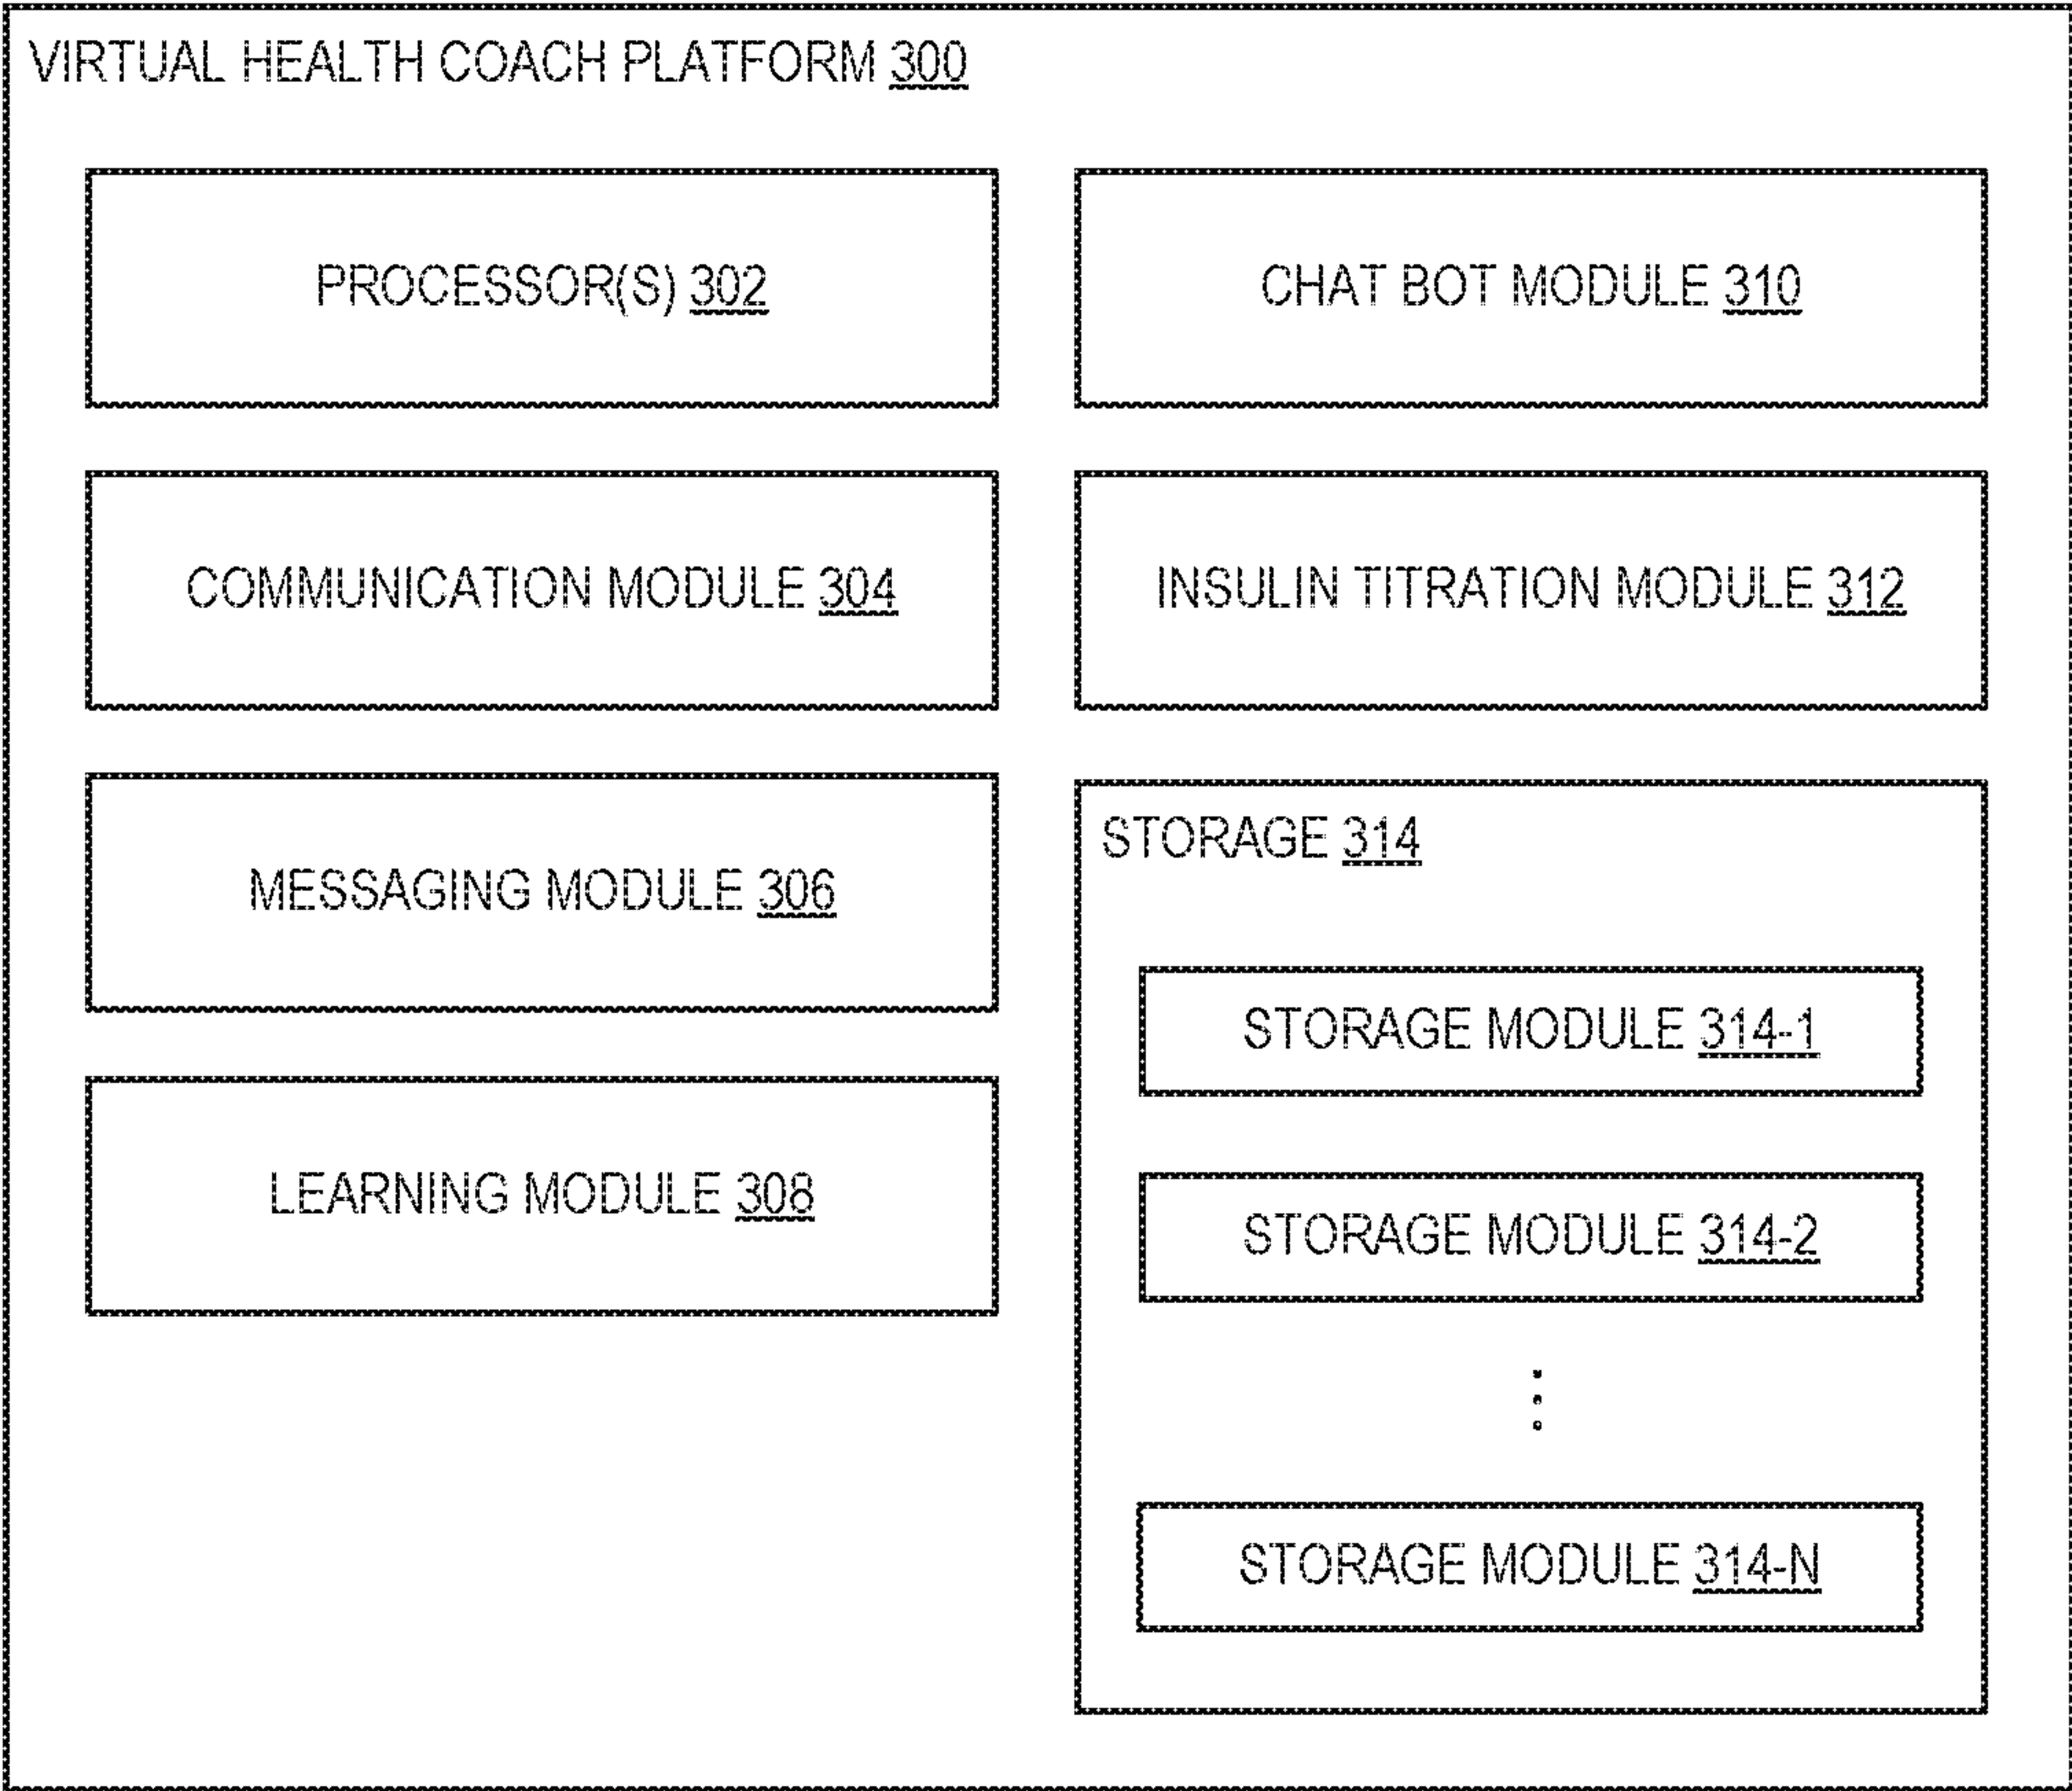 VIRTUAL HEALTH COACH PLATFORM 300
PROCESSOR(S) 302
COMMUNICATION MODULE 304
MESSAGING MODULE 306
LEARNING MODULE 308
CHAT BOT MODULE 310
INSULIN TITRATION MODULE 312
STORAGE 314
STORAGE MODULE 314-1
STORAGE MODULE 314-2
⋮
STORAGE MODULE 314-N